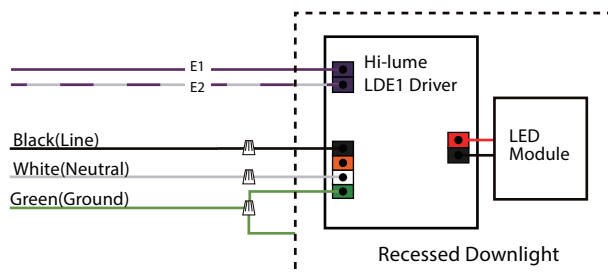 E1
E2
Hi-lume
LDE1 Driver
Black(Line)
White(Neutral)
Green(Ground)
LED
Module
Recessed Downlight